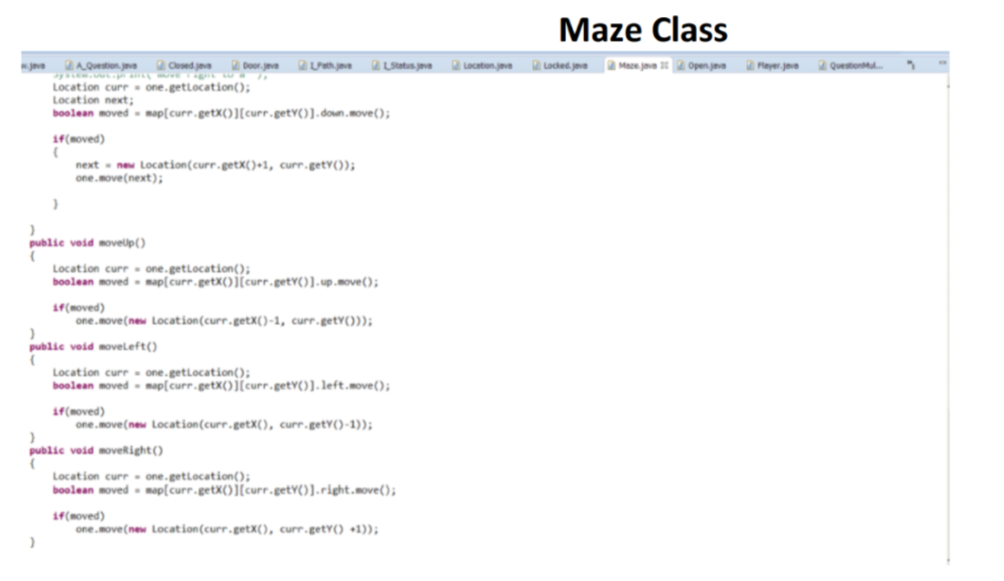 Maze Class
w.java A_Question.java Closed.java Door.java I_Path.java I_Status.java Location.java Locked.java Maze.java Open.java Player.java QuestionMul...
System.out.print( move right to a );
Location curr = one.getLocation();
Location next;
boolean moved = map[curr.getX()][curr.getY()].down.move();
if(moved)
{
next = new Location(curr.getX()+1, curr.getY());
one.move(next);
}
}
public void moveUp()
{
Location curr = one.getLocation();
boolean moved = map[curr.getX()][curr.getY()].up.move();
if(moved)
one.move(new Location(curr.getX()-1, curr.getY()));
}
public void moveLeft()
{
Location curr = one.getLocation();
boolean moved = map[curr.getX()][curr.getY()].left.move();
if(moved)
one.move(new Location(curr.getX(), curr.getY()-1));
}
public void moveRight()
{
Location curr = one.getLocation();
boolean moved = map[curr.getX()][curr.getY()].right.move();
if(moved)
one.move(new Location(curr.getX(), curr.getY() +1));
}